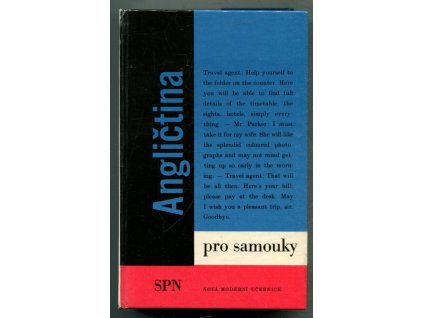 Angličtina
Travel agent: Help yourself to
the folder on the counter. Here
you will be able to find full
details of the timetable, the
sights, hotels, simply every-
thing. — Mr. Parker: I must
take it for my wife. She will like
the splendid coloured photo-
graphs and may not mind get-
ting up so early in the morn-
ing. — Travel agent: That will
be all then. Here's your bill;
please pay at the desk. May
I wish you a pleasant trip, sir.
Goodbye.
pro samouky
SPN
NOVÁ MODERNÍ UČEBNICE